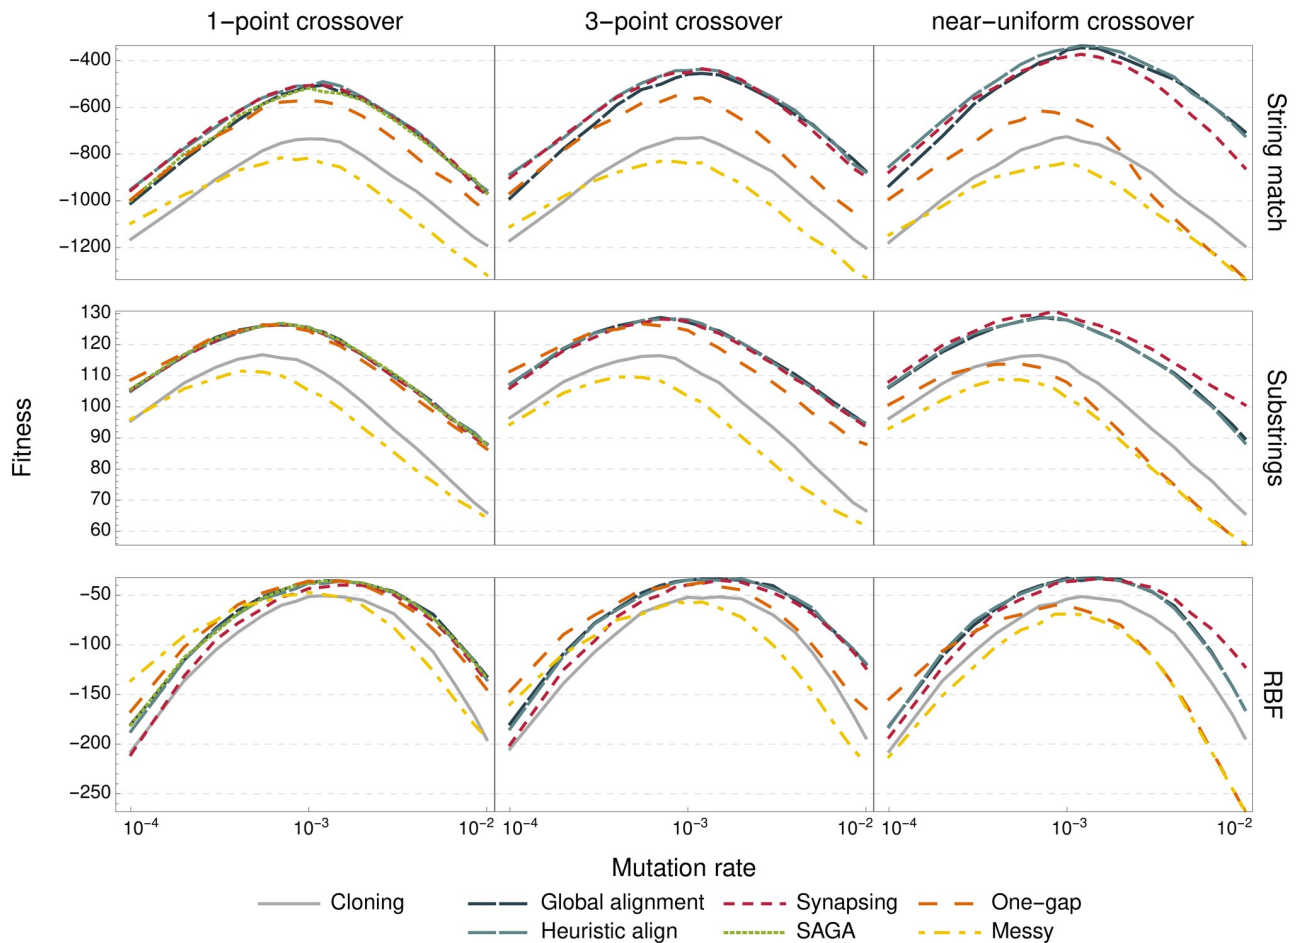 1−point crossover 3−point crossover near−uniform crossover
−400
−600
−800
−1000
−1200
String match
130
120
110
100
90
80
70
60
Substrings
Fitness
−50
−100
−150
−200
−250
RBF
10−4 10−3 10−2 10−4 10−3 10−2 10−4 10−3 10−2
Mutation rate
Cloning Global alignment Synapsing One−gap
Heuristic align SAGA Messy